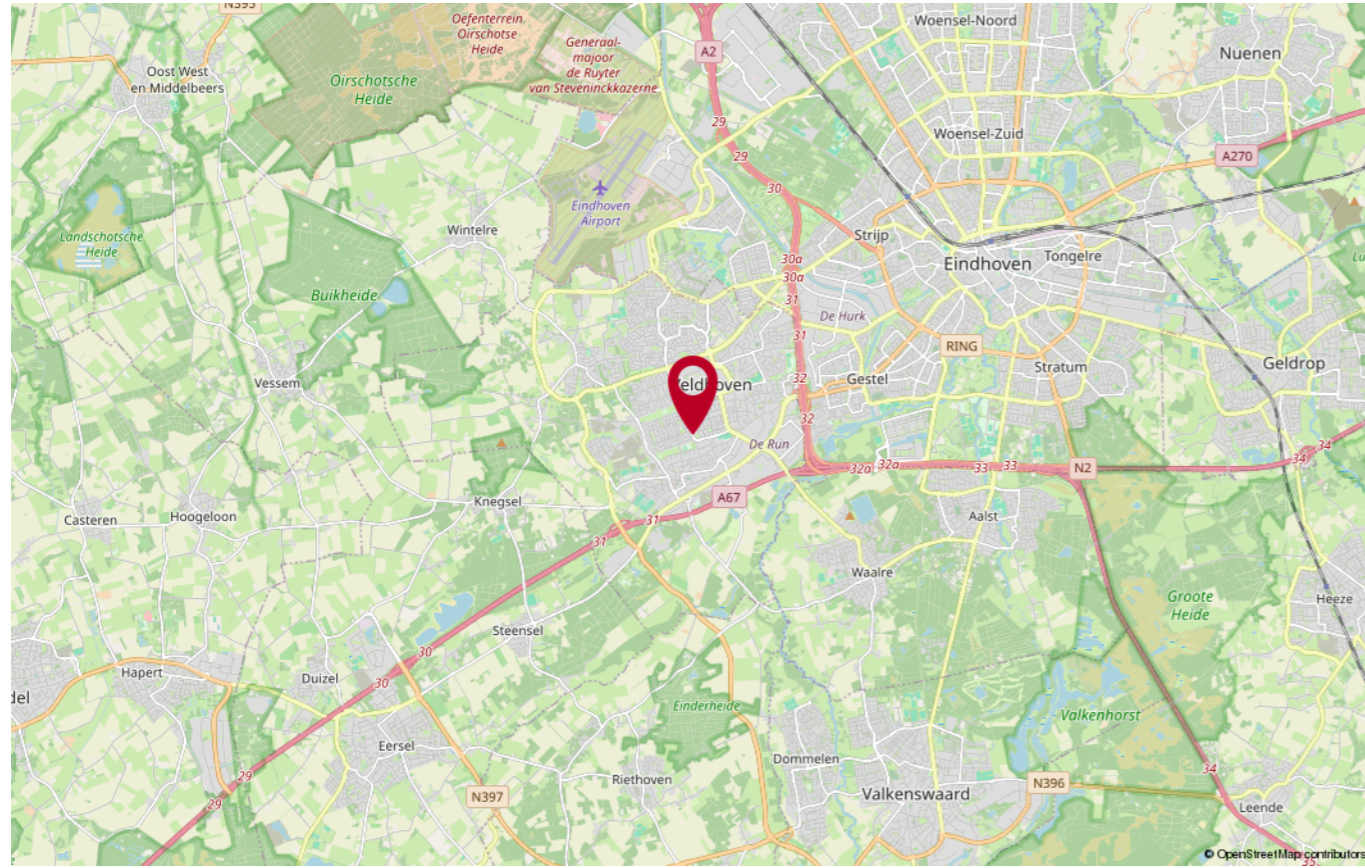 N395
Oefenterrein
Oirschotse
Heide
Generaal-
majoor
de Ruyter
van Steveninckkazerne
A2
Woensel-Noord
Nuenen
Oost West
en Middelbeers
Oirschotsche
Heide
29
29
Woensel-Zuid
A270
30
Eindhoven
Airport
Landschotsche
Heide
Wintelre
Strijp
Eindhoven
Tongelre
30a
30a
Buikheide
31
De Hurk
31
RING
Vessem
Veldhoven
32
Gestel
Stratum
Geldrop
32
De Run
32a
32a
33
33
N2
34
34
A67
Knegsel
Casteren
Hoogeloon
31
31
Aalst
Waalre
Groote
Heide
Heeze
Steensel
30
30
Hapert
Duizel
del
Einderheide
Valkenhorst
Eersel
Dommelen
34
Riethoven
N397
29
29
Valkenswaard
N396
Leende
35
© OpenStreetMap contributors